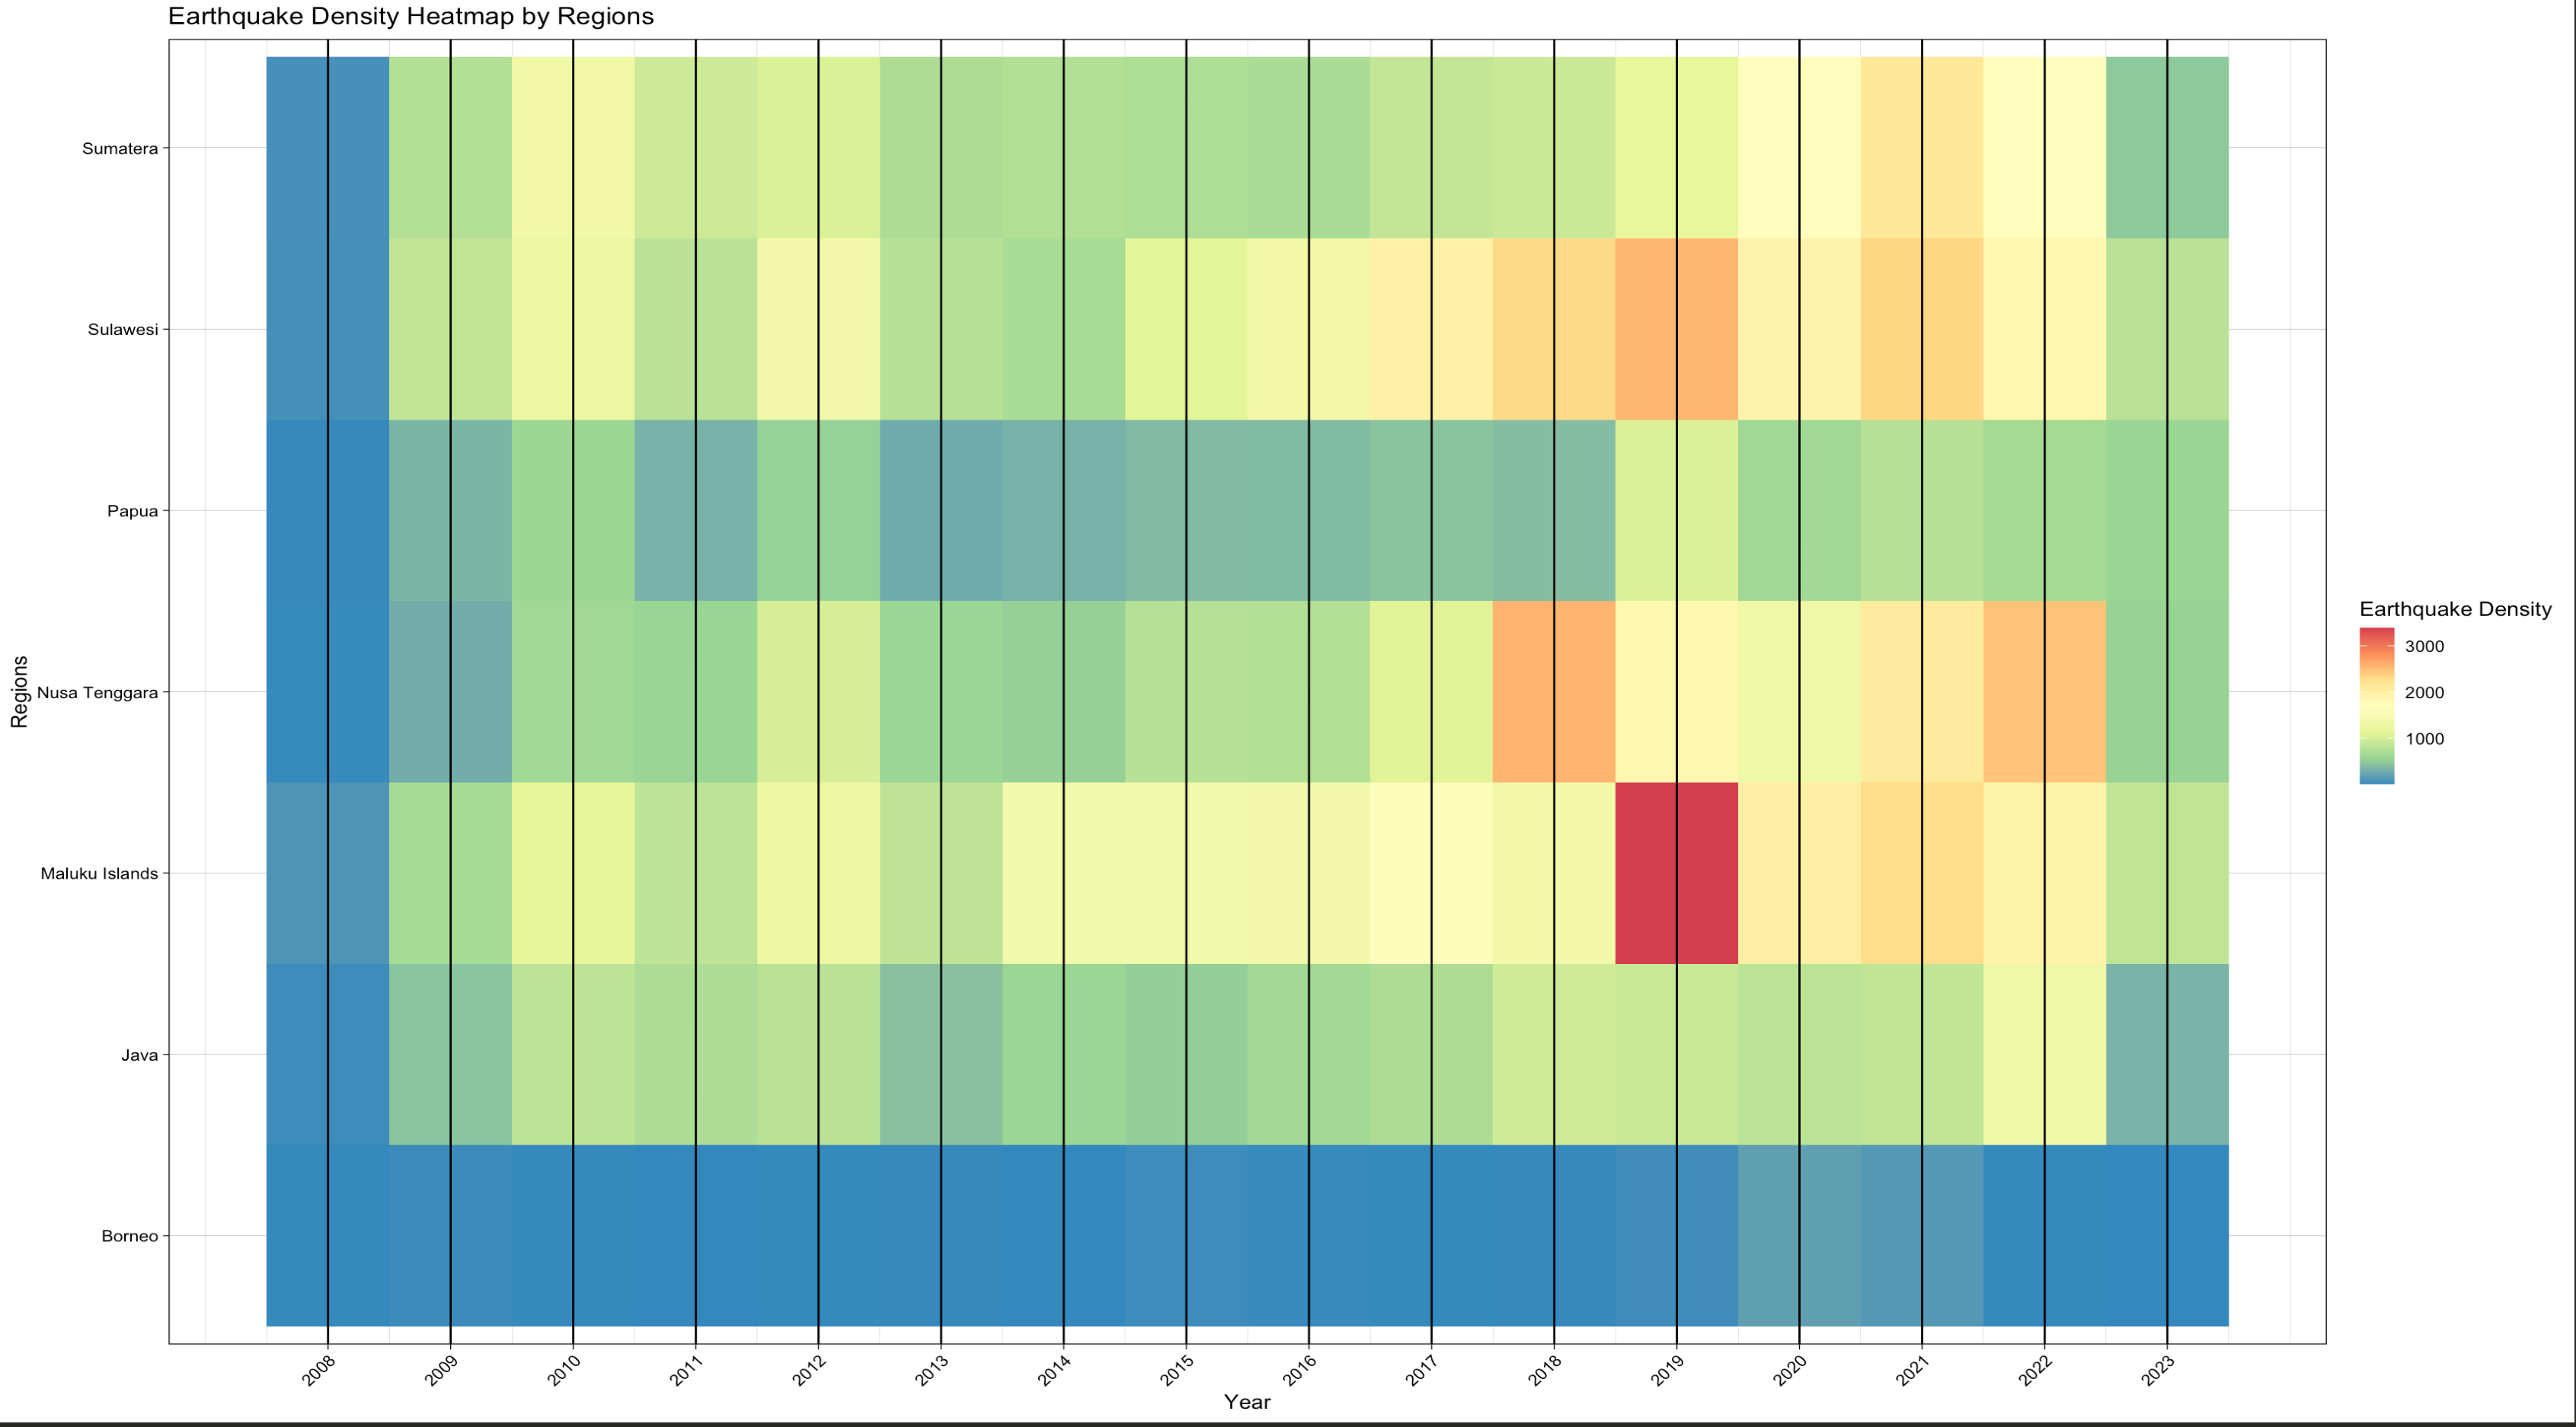 Earthquake Density Heatmap by Regions
Regions
Sumatera
Sulawesi
Papua
Nusa Tenggara
Maluku Islands
Java
Borneo
2008 2009 2010 2011 2012 2013 2014 2015 2016 2017 2018 2019 2020 2021 2022 2023
Year
Earthquake Density
3000
2000
1000